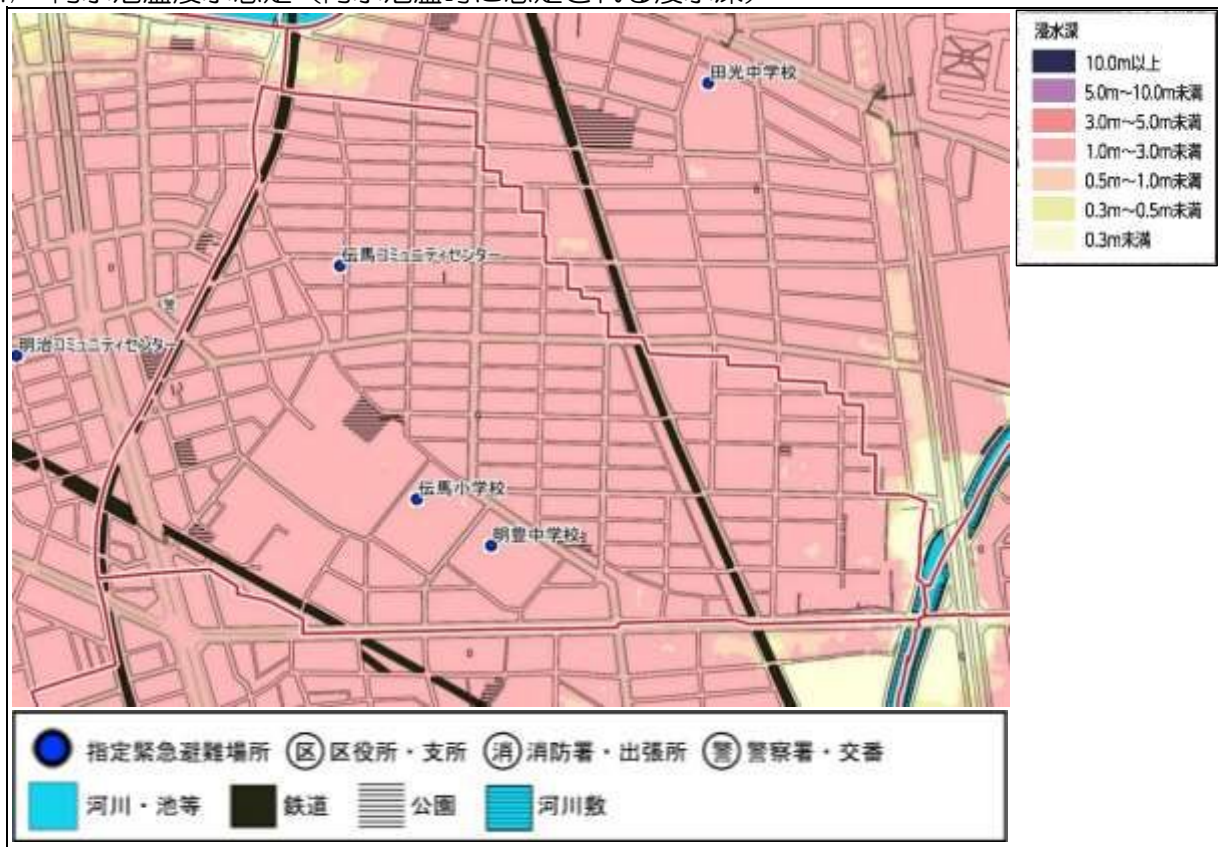 浸水深
10.0m以上
5.0m～10.0m未満
3.0m～5.0m未満
1.0m～3.0m未満
0.5m～1.0m未満
0.3m～0.5m未満
0.3m未満
田光中学校
伝馬コミュニティセンター
警
明治コミュニティセンター
伝馬小学校
明豊中学校
指定緊急避難場所 区 区役所・支所 消 消防署・出張所 警 警察署・交番
河川・池等 鉄道 公園 河川敷